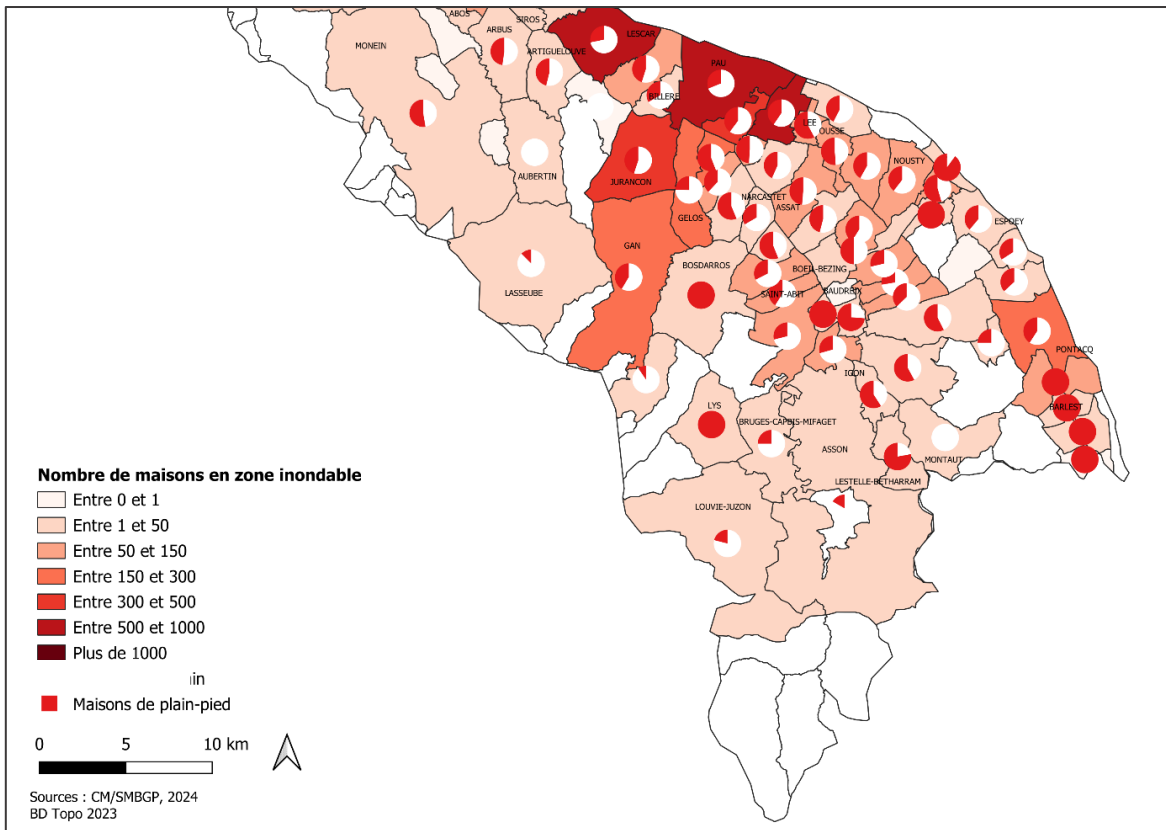 ABOS
SIROS
ARBUS
LESCAR
MONEIN
ARTIGUELOUVE
PAU
BILLERE
LEE
OUSSE
NOUSTY
AUBERTIN
JURANCON
NARCASTET
ASSAT
GELOS
ESPOEY
GAN
BOSDARROS
BOEIL-BEZING
LASSEUBE
SAINT-ABIT
BAUDREIX
PONTACQ
IGON
LYS
BARLEST
BRUGES-CAPBIS-MIFAGET
ASSON
MONTAUT
LESTELLE-BETHARRAM
LOUVIE-JUZON
Nombre de maisons en zone inondable
Entre 0 et 1
Entre 1 et 50
Entre 50 et 150
Entre 150 et 300
Entre 300 et 500
Entre 500 et 1000
Plus de 1000
in
Maisons de plain-pied
0 5 10 km
Sources : CM/SMBGP, 2024
BD Topo 2023